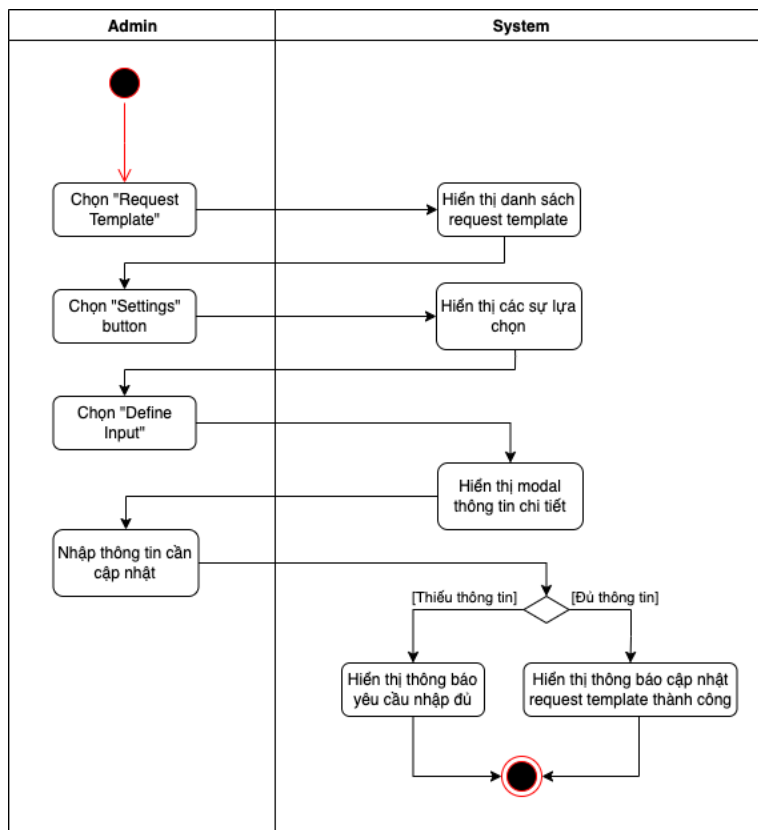 Admin
System
Chọn "Request
Template"
Hiển thị danh sách
request template
Chọn "Settings"
button
Hiển thị các sự lựa
chọn
Chọn "Define
Input"
Hiển thị modal
thông tin chi tiết
Nhập thông tin cần
cập nhật
[Thiếu thông tin]
[Đủ thông tin]
Hiển thị thông báo
yêu cầu nhập đủ
Hiển thị thông báo cập nhật
request template thành công